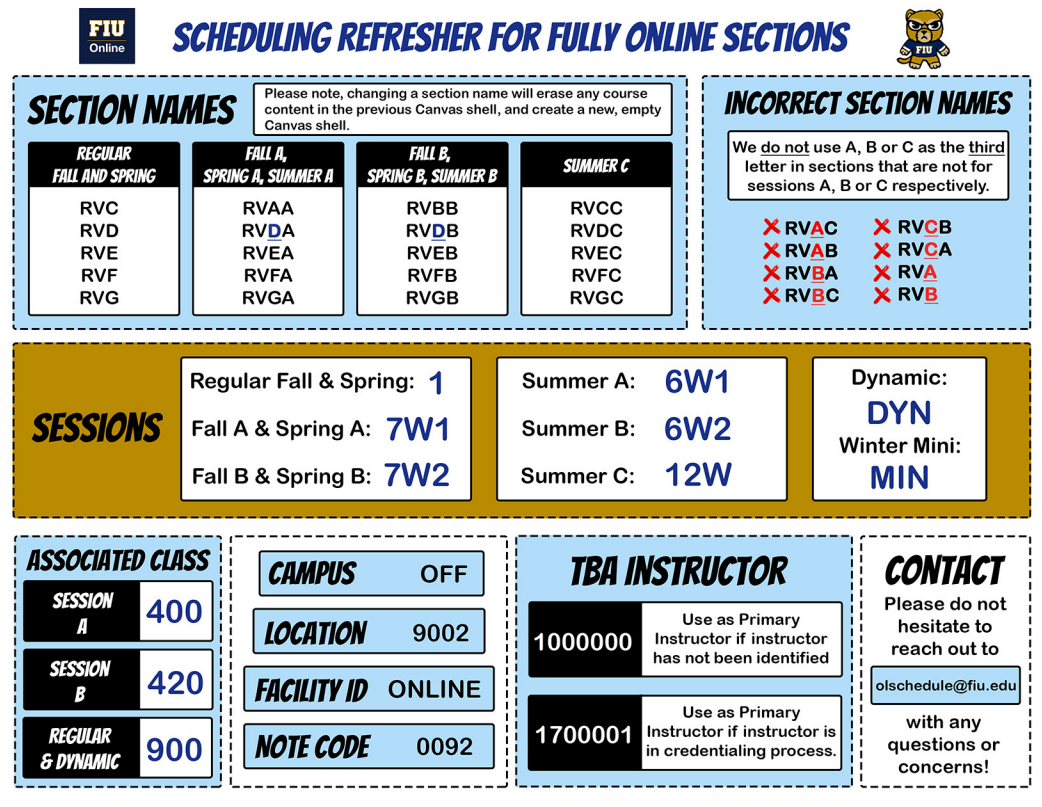 FIU
Online
SCHEDULING REFRESHER FOR FULLY ONLINE SECTIONS
FIU
SECTION NAMES
Please note, changing a section name will erase any course
content in the previous Canvas shell, and create a new, empty
Canvas shell.
REGULAR
FALL AND SPRING
RVC
RVD
RVE
RVF
RVG
FALL A,
SPRING A, SUMMER A
RVAA
RVDA
RVEA
RVFA
RVGA
FALL B,
SPRING B, SUMMER B
RVBB
RVDB
RVEB
RVFB
RVGB
SUMMER C
RVCC
RVDC
RVEC
RVFC
RVGC
INCORRECT SECTION NAMES
We do not use A, B or C as the third
letter in sections that are not for
sessions A, B or C respectively.
RVAC
RVAB
RVBA
RVBC
RVCB
RVCA
RVA
RVB
SESSIONS
Regular Fall & Spring: 1
Fall A & Spring A: 7W1
Fall B & Spring B: 7W2
Summer A: 6W1
Summer B: 6W2
Summer C: 12W
Dynamic:
DYN
Winter Mini:
MIN
ASSOCIATED CLASS
SESSION
A
400
SESSION
B
420
REGULAR
& DYNAMIC
900
CAMPUS OFF
LOCATION 9002
FACILITY ID ONLINE
NOTE CODE 0092
TBA INSTRUCTOR
1000000
Use as Primary
Instructor if instructor
has not been identified
1700001
Use as Primary
Instructor if instructor is
in credentialing process.
CONTACT
Please do not
hesitate to
reach out to
olschedule@fiu.edu
with any
questions or
concerns!